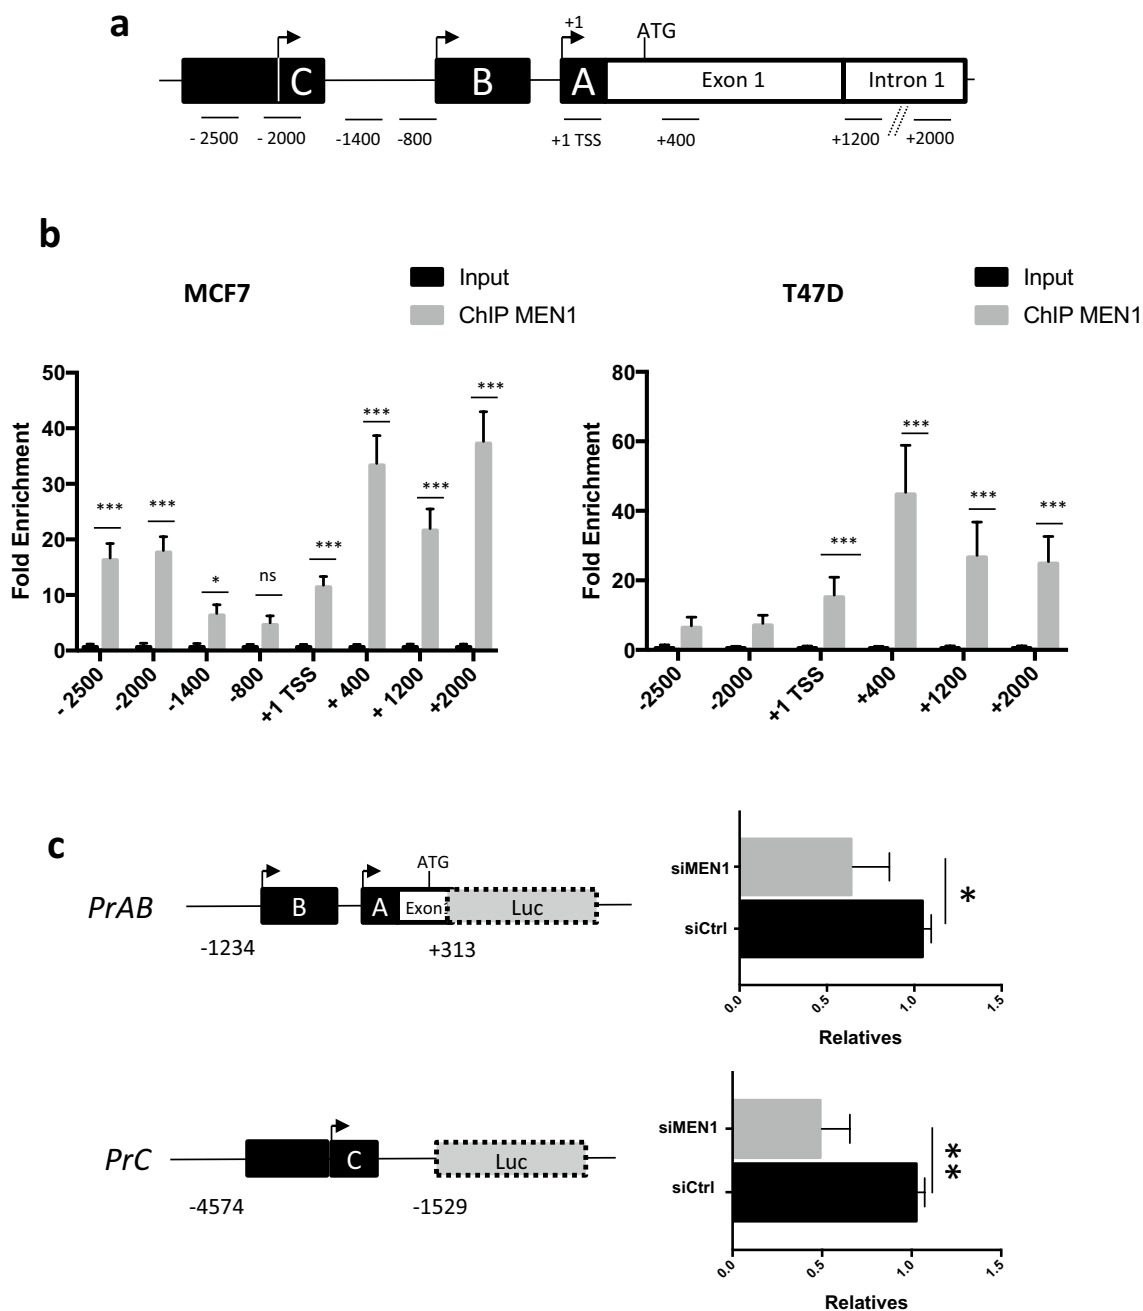 a
+1
ATG
C
B
A
Exon 1
Intron 1
- 2500
- 2000
-1400
-800
+1 TSS
+400
+1200
+2000
b
MCF7
Input
ChIP MEN1
T47D
Input
ChIP MEN1
Fold Enrichment
50
40
30
20
10
0
***
***
*
ns
***
***
***
***
- 2500
-2000
-1400
-800
+1 TSS
+ 400
+ 1200
+2000
Fold Enrichment
80
60
40
20
0
***
***
***
***
-2500
-2000
+1 TSS
+400
+1200
+2000
c
PrAB
ATG
B
A
Exon
Luc
-1234
+313
siMEN1
siCtrl
*
0.0
0.5
1.0
1.5
Relatives
PrC
C
Luc
-4574
-1529
siMEN1
siCtrl
**
0.0
0.5
1.0
1.5
Relatives